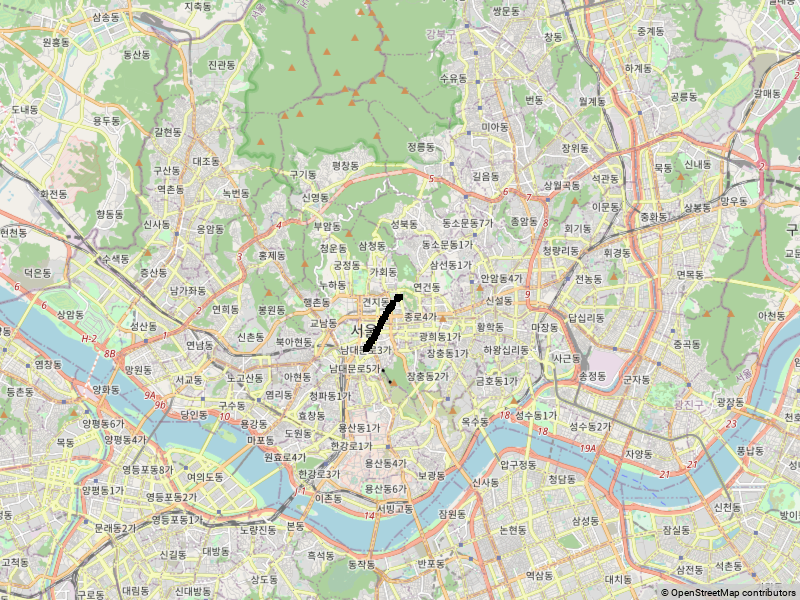 삼송동
지축동
쌍문동
원흥동
강북구
중계동
동산동
진관동
하계동
수유동
갈매동
도내동
용두동
번동
월계동
공릉동
갈현동
미아동
정릉동
장위동
대조동
평창동
구산동
구기동
길음동
석관동
묵동
신내동
5
6
7
2
상월곡동
화전동
역촌동
녹번동
신영동
이문동
망우동
향동동
상봉동
중화동
현천동
신사동
응암동
부암동
성북동
동소문동7가
종암동
회기동
4
3
삼청동
동소문동1가
청운동
청량리동
휘경동
구
수색동
홍제동
궁정동
가회동
삼선동1가
덕은동
증산동
안암동4가
전농동
면목동
교문동
누하동
연건동
남가좌동
행촌동
견지동
신설동
9
상암동
연희동
봉원동
종로4가
답십리동
아천동
성산동
교남동
서울
황학동
마장동
H-2
신촌동
북아현동
광희동1가
중곡동
8B
남대문로3가
장충동1가
하왕십리동
사근동
망원동
연남동
남대문로5가
송정동
군자동
서교동
노고산동
아현동
장충동2가
금호동1가
양화동
9A
9b
염리동
청파동1가
광진구
광장동
당인동
구수동
효창동
옥수동
18
성수동1가
천호동
양평동6가
용강동
용산동1가
성수동2가
목동
양평동4가
마포동
도원동
한강로1가
19A
자양동
풍납동
영등포동8가
원효로4가
용산동4가
압구정동
21
23
여의도동
한강로3가
보광동
신사동
청담동
양평동1가
용산동6가
이촌동
14
서빙고동
잠원동
신천동
방이동
영등포동1가
문래동2가
노량진동
본동
논현동
삼성동
잠실동
고척동
신길동
대방동
흑석동
반포동
석촌동
동작동
역삼동
대치동
구로동
대림동
신대방동
삼도동
© OpenStreetMap contributors